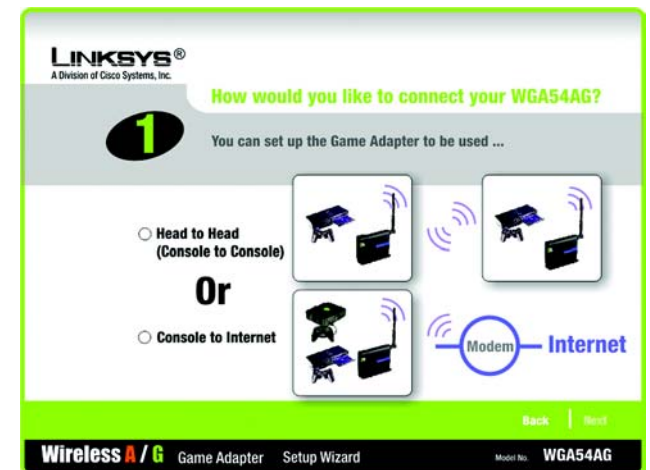 LINKSYS®
A Division of Cisco Systems, Inc.
How would you like to connect your WGA54AG?
1
You can set up the Game Adapter to be used ...
Head to Head
(Console to Console)
Or
Console to Internet
Modem
Internet
Back | Next
Wireless A / G Game Adapter Setup Wizard Model No. WGA54AG